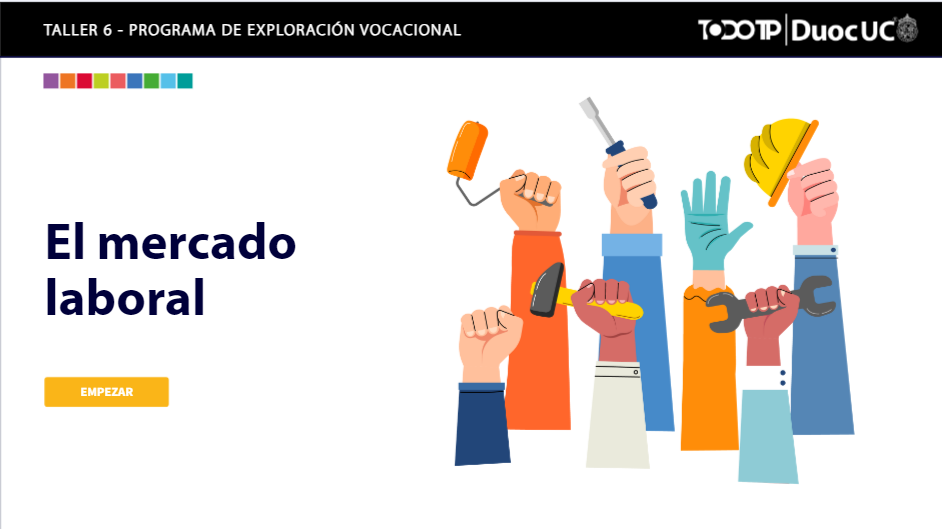 TALLER 6 - PROGRAMA DE EXPLORACIÓN VOCACIONAL
TODOTP DuocUC
El mercado
laboral
EMPEZAR